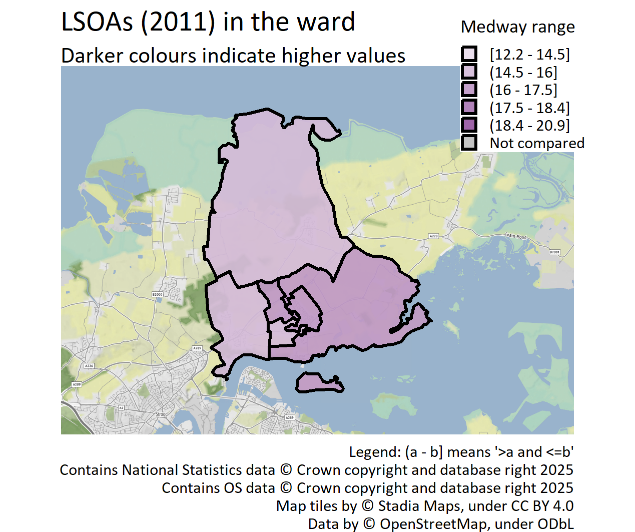 LSOAs (2011) in the ward
Darker colours indicate higher values
Medway range
[12.2 - 14.5]
(14.5 - 16]
(16 - 17.5]
(17.5 - 18.4]
(18.4 - 20.9]
Not compared
Legend: (a - b] means '>a and <=b'
Contains National Statistics data © Crown copyright and database right 2025
Contains OS data © Crown copyright and database right 2025
Map tiles by © Stadia Maps, under CC BY 4.0
Data by © OpenStreetMap, under ODbL